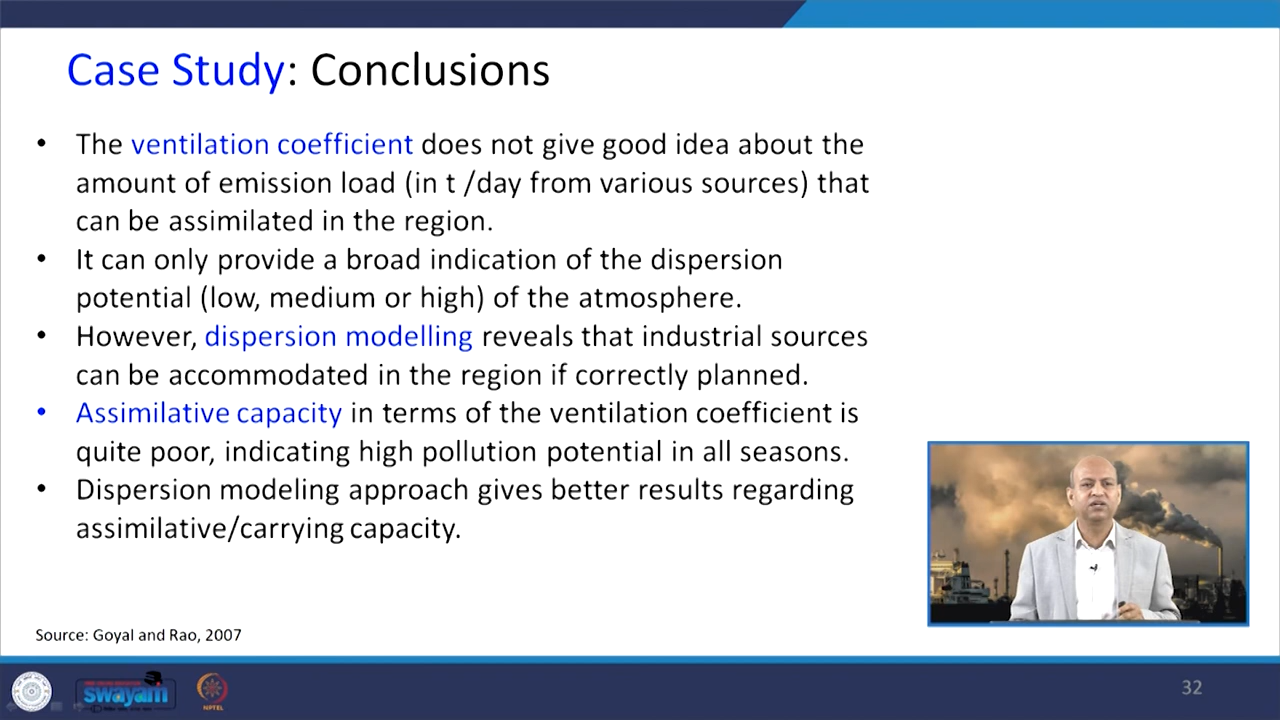 Case Study: Conclusions
• The ventilation coefficient does not give good idea about the
amount of emission load (in t /day from various sources) that
can be assimilated in the region.
• It can only provide a broad indication of the dispersion
potential (low, medium or high) of the atmosphere.
• However, dispersion modelling reveals that industrial sources
can be accommodated in the region if correctly planned.
• Assimilative capacity in terms of the ventilation coefficient is
quite poor, indicating high pollution potential in all seasons.
• Dispersion modeling approach gives better results regarding
assimilative/carrying capacity.
Source: Goyal and Rao, 2007
swayam
NPTEL
32